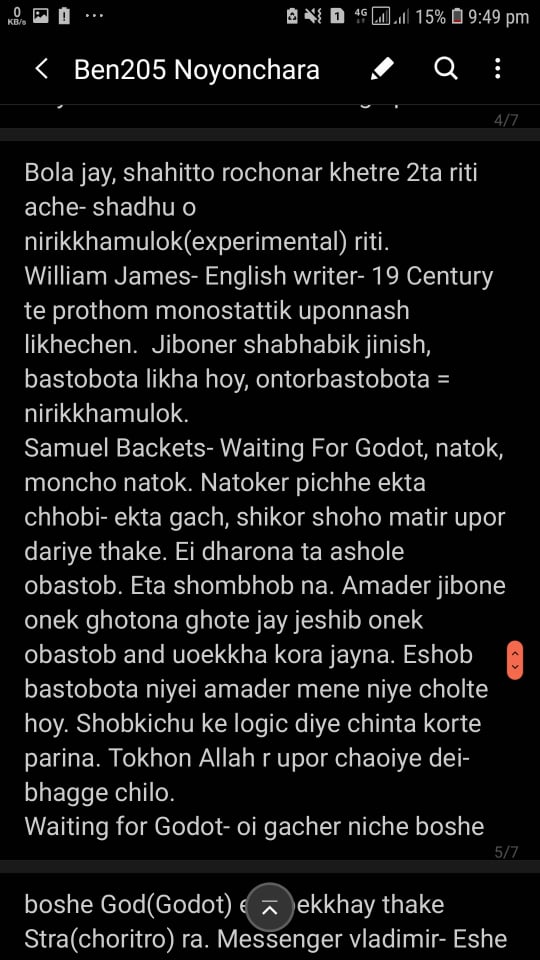 0
KB/s
1
4G
15%
9:49 pm
Ben205 Noyonchara
4/7
Bola jay, shahitto rochonar khetre 2ta riti
ache- shadhu o
nirikkhamulok(experimental) riti.
William James- English writer- 19 Century
te prothom monostattik uponnash
likhechen.  Jiboner shabhabik jinish,
bastobota likha hoy, ontorbastobota =
nirikkhamulok.
Samuel Backets- Waiting For Godot, natok,
moncho natok. Natoker pichhe ekta
chhobi- ekta gach, shikor shoho matir upor
dariye thake. Ei dharona ta ashole
obastob. Eta shombhob na. Amader jibone
onek ghotona ghote jay jeshib onek
obastob and uoekkha kora jayna. Eshob
bastobota niyei amader mene niye cholte
hoy. Shobkichu ke logic diye chinta korte
parina. Tokhon Allah r upor chaoiye dei-
bhagge chilo.
Waiting for Godot- oi gacher niche boshe
5/7
boshe God(Godot) thake
Stra(choritro) ra. Messenger vladimir- Eshe